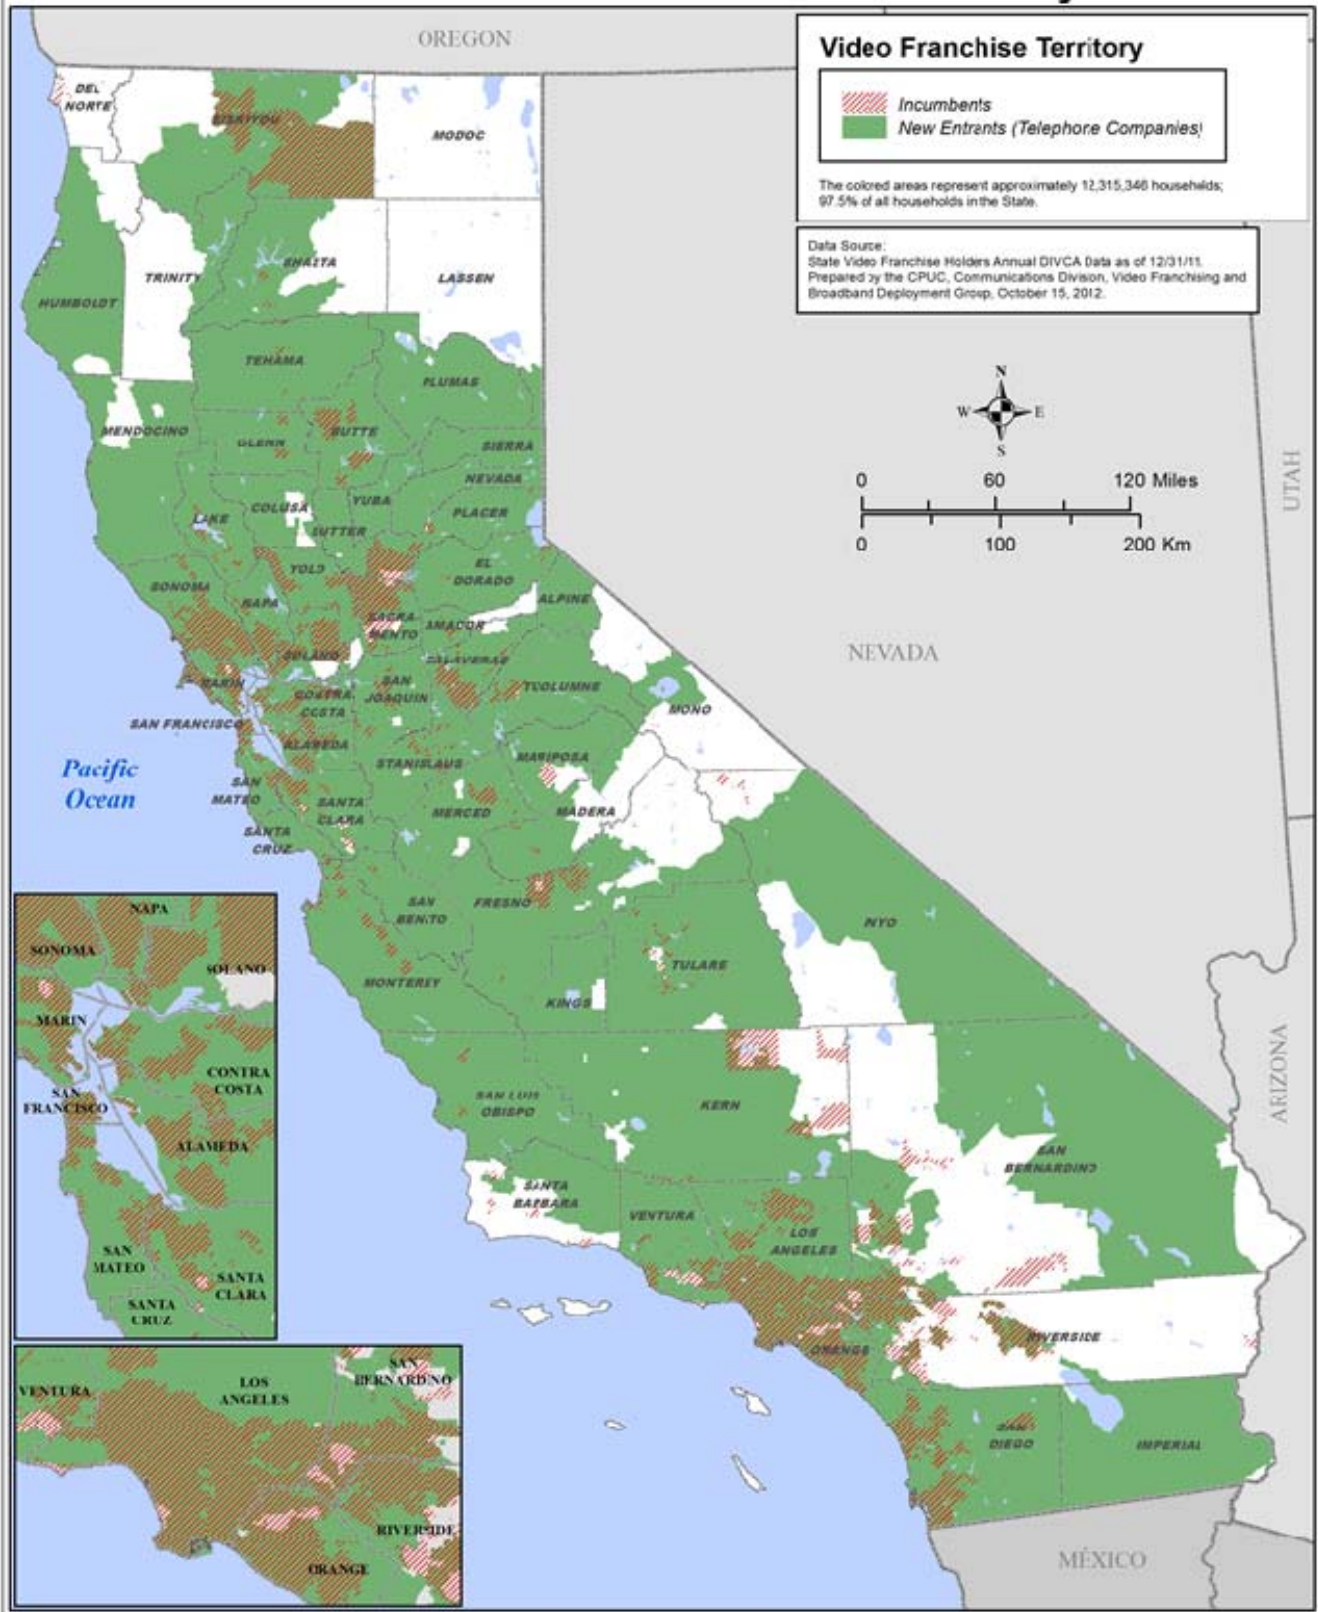 OREGON
Video Franchise Territory
Incumbents
New Entrants (Telephone Companies)
The colored areas represent approximately 12,315,346 households;
97.5% of all households in the State.
Data Source:
State Video Franchise Holders Annual DIVCA Data as of 12/31/11.
Prepared by the CPUC, Communications Division, Video Franchising and
Broadband Deployment Group, October 15, 2012.
N
W
E
S
0
60
120 Miles
0
100
200 Km
UTAH
NEVADA
ARIZONA
MÉXICO
Pacific
Ocean
DEL
NORTE
SISKIYOU
MODOC
TRINITY
SHASTA
LASSEN
HUMBOLDT
TEHAMA
PLUMAS
MENDOCINO
GLENN
BUTTE
SIERRA
NEVADA
COLUSA
YUBA
PLACER
LAKE
SUTTER
YOLO
EL
DORADO
SONOMA
NAPA
ALPINE
SACRA
MENTO
AMADOR
SOLANO
CALAVERAS
MARIN
SAN
JOAQUIN
TUOLUMNE
CONTRA
COSTA
MONO
SAN FRANCISCO
ALAMEDA
STANISLAUS
MARIPOSA
SAN
MATEO
SANTA
CLARA
MERCED
MADERA
SANTA
CRUZ
SAN
BENITO
FRESNO
INYO
TULARE
MONTEREY
KINGS
SAN LUIS
OBISPO
KERN
SAN
BERNARDINO
SANTA
BARBARA
VENTURA
LOS
ANGELES
ORANGE
RIVERSIDE
SAN
DIEGO
IMPERIAL
NAPA
SONOMA
SOLANO
MARIN
CONTRA
COSTA
SAN
FRANCISCO
ALAMEDA
SAN
MATEO
SANTA
CLARA
SANTA
CRUZ
SAN
BERNARDINO
VENTURA
LOS
ANGELES
RIVERSIDE
ORANGE